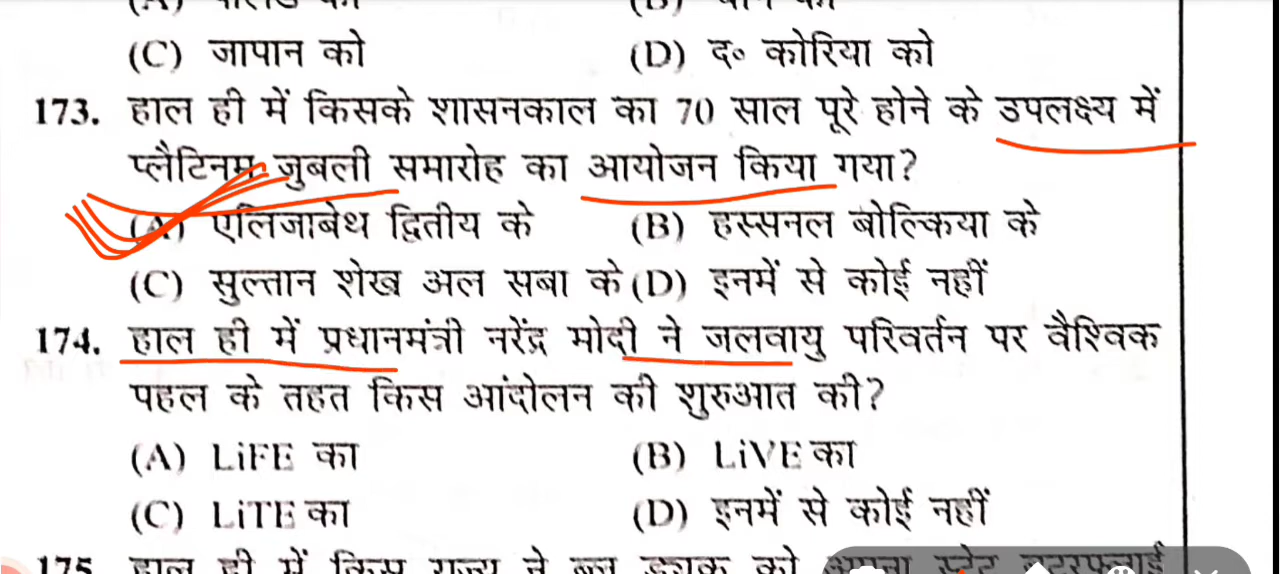 (C) जापान को (D) द० कोरिया को
173. हाल ही में किसके शासनकाल का 70 साल पूरे होने के उपलक्ष्य में
प्लैटिनम जुबली समारोह का आयोजन किया गया?
(A) एलिजाबेथ द्वितीय के (B) हस्सनल बोल्किया के
(C) सुल्तान शेख अल सबा के (D) इनमें से कोई नहीं
174. हाल ही में प्रधानमंत्री नरेंद्र मोदी ने जलवायु परिवर्तन पर वैश्विक
पहल के तहत किस आंदोलन की शुरुआत की?
(A) LiFE का (B) LiVE का
(C) LiTE का (D) इनमें से कोई नहीं
175. हाल ही में किस राज्य ने ब्लू ड्यूक को